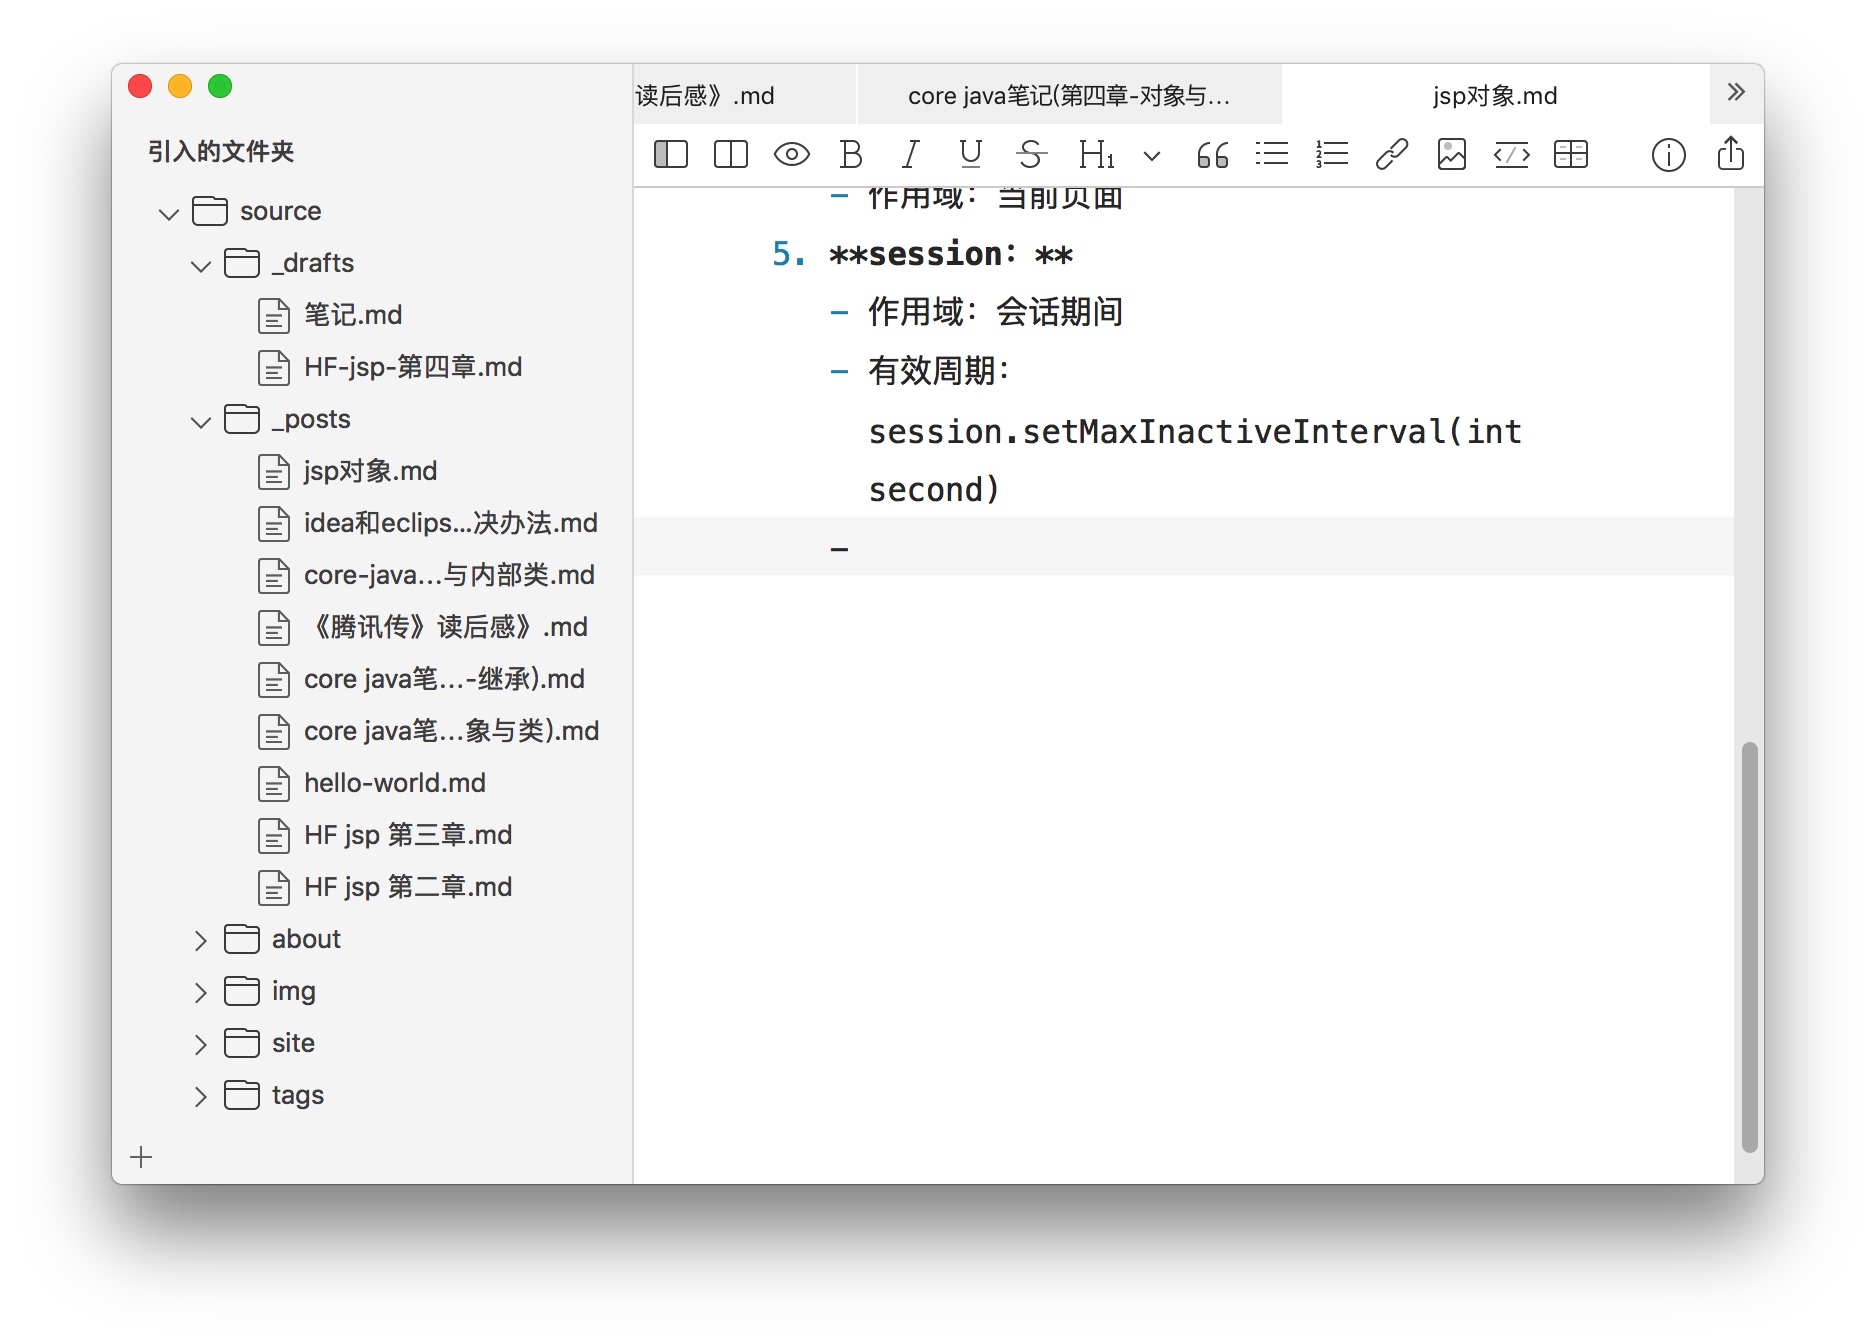 读后感》.md
core java笔记(第四章-对象与...
jsp对象.md
引入的文件夹
source
_drafts
笔记.md
HF-jsp-第四章.md
_posts
jsp对象.md
idea和eclips...决办法.md
core-java...与内部类.md
《腾讯传》读后感》.md
core java笔...-继承).md
core java笔...象与类).md
hello-world.md
HF jsp 第三章.md
HF jsp 第二章.md
about
img
site
tags
- 作用域：当前页面
5. **session：**
- 作用域：会话期间
- 有效周期：
session.setMaxInactiveInterval(int
second)
-